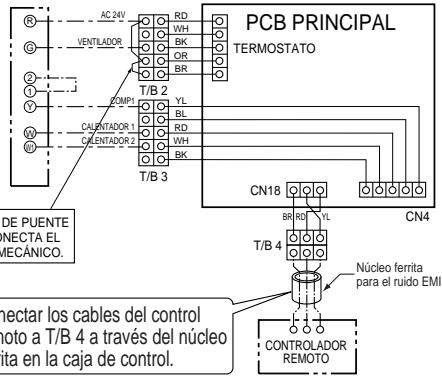 R
AC 24V
RD
WH
PCB PRINCIPAL
G
VENTILADOR
BK
TERMOSTATO
OR
BR
2
1
T/B 2
Y
COMP1
YL
BL
W
CALENTADOR 1
RD
W1
CALENTADOR 2
WH
BK
T/B 3
CN18
CN4
BR RD YL
DE PUENTE
ONECTA EL
MECÁNICO.
T/B 4
Núcleo ferrita
para el ruido EMI
nectar los cables del control
moto a T/B 4 a través del núcleo
rita en la caja de control.
CONTROLADOR
REMOTO